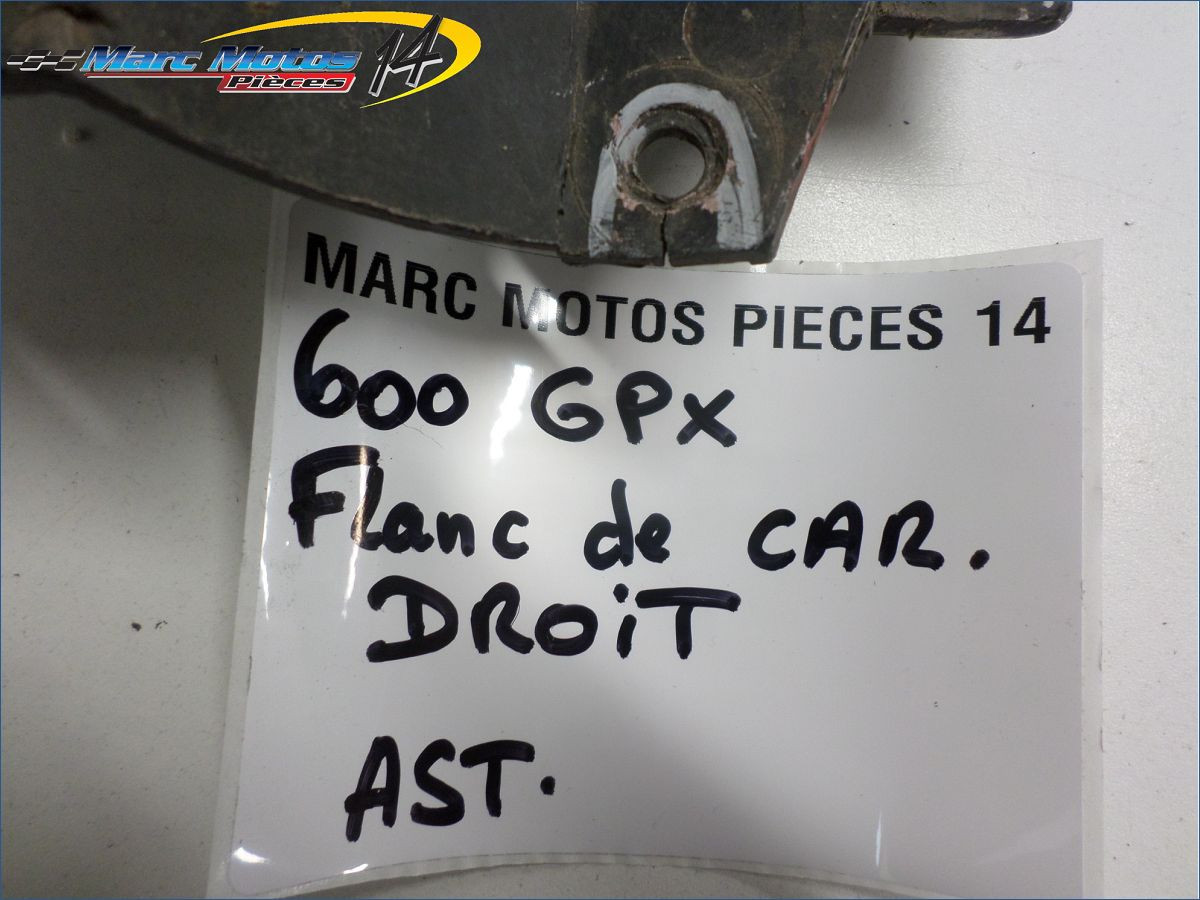 Marc Motos 14
Pièces
MARC MOTOS PIECES 14
600 GPX
Flanc de CAR.
DROiT
AST.